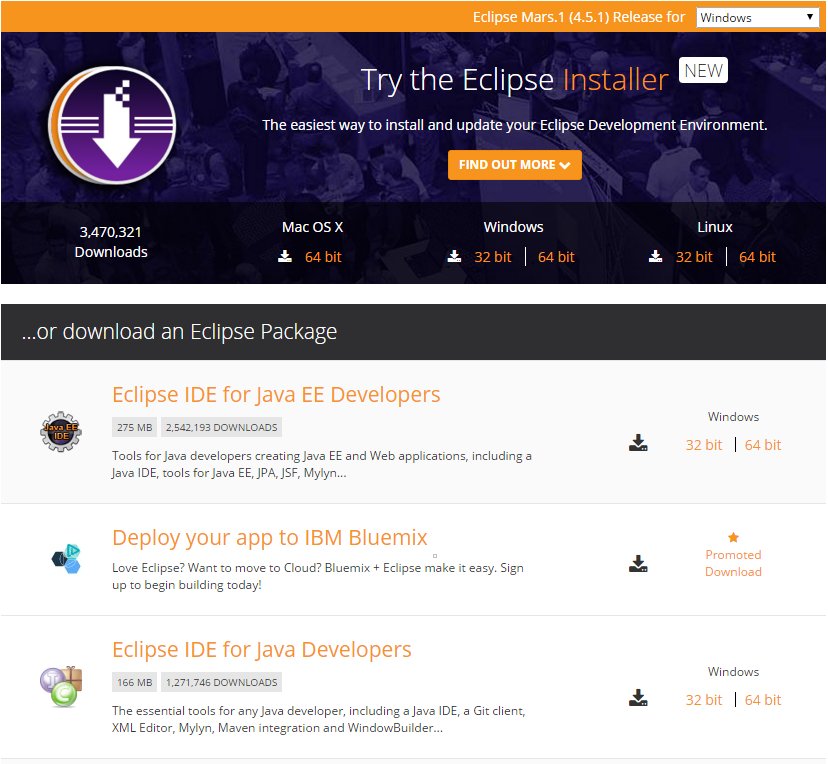 Eclipse Mars.1 (4.5.1) Release for Windows
Try the Eclipse Installer NEW
The easiest way to install and update your Eclipse Development Environment.
FIND OUT MORE
3,470,321
Downloads
Mac OS X
64 bit
Windows
32 bit 64 bit
Linux
32 bit 64 bit
...or download an Eclipse Package
Java EE
IDE
Eclipse IDE for Java EE Developers
275 MB 2,542,193 DOWNLOADS
Tools for Java developers creating Java EE and Web applications, including a
Java IDE, tools for Java EE, JPA, JSF, Mylyn...
Windows
32 bit 64 bit
Deploy your app to IBM Bluemix
Love Eclipse? Want to move to Cloud? Bluemix + Eclipse make it easy. Sign
up to begin building today!
Promoted
Download
J
C
Eclipse IDE for Java Developers
166 MB 1,271,746 DOWNLOADS
The essential tools for any Java developer, including a Java IDE, a Git client,
XML Editor, Mylyn, Maven integration and WindowBuilder...
Windows
32 bit 64 bit